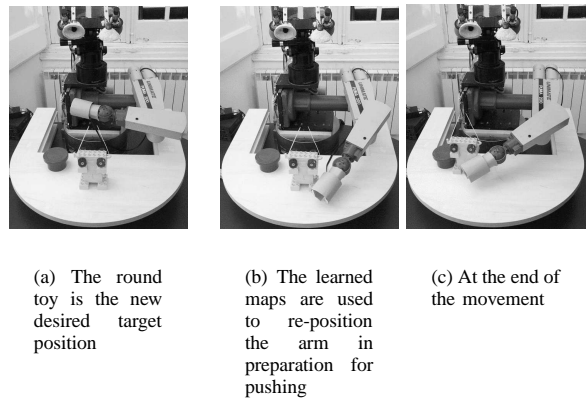 (a) The round
toy is the new
desired target
position
(b) The learned
maps are used
to re-position
the arm in
preparation for
pushing
(c) At the end of
the movement